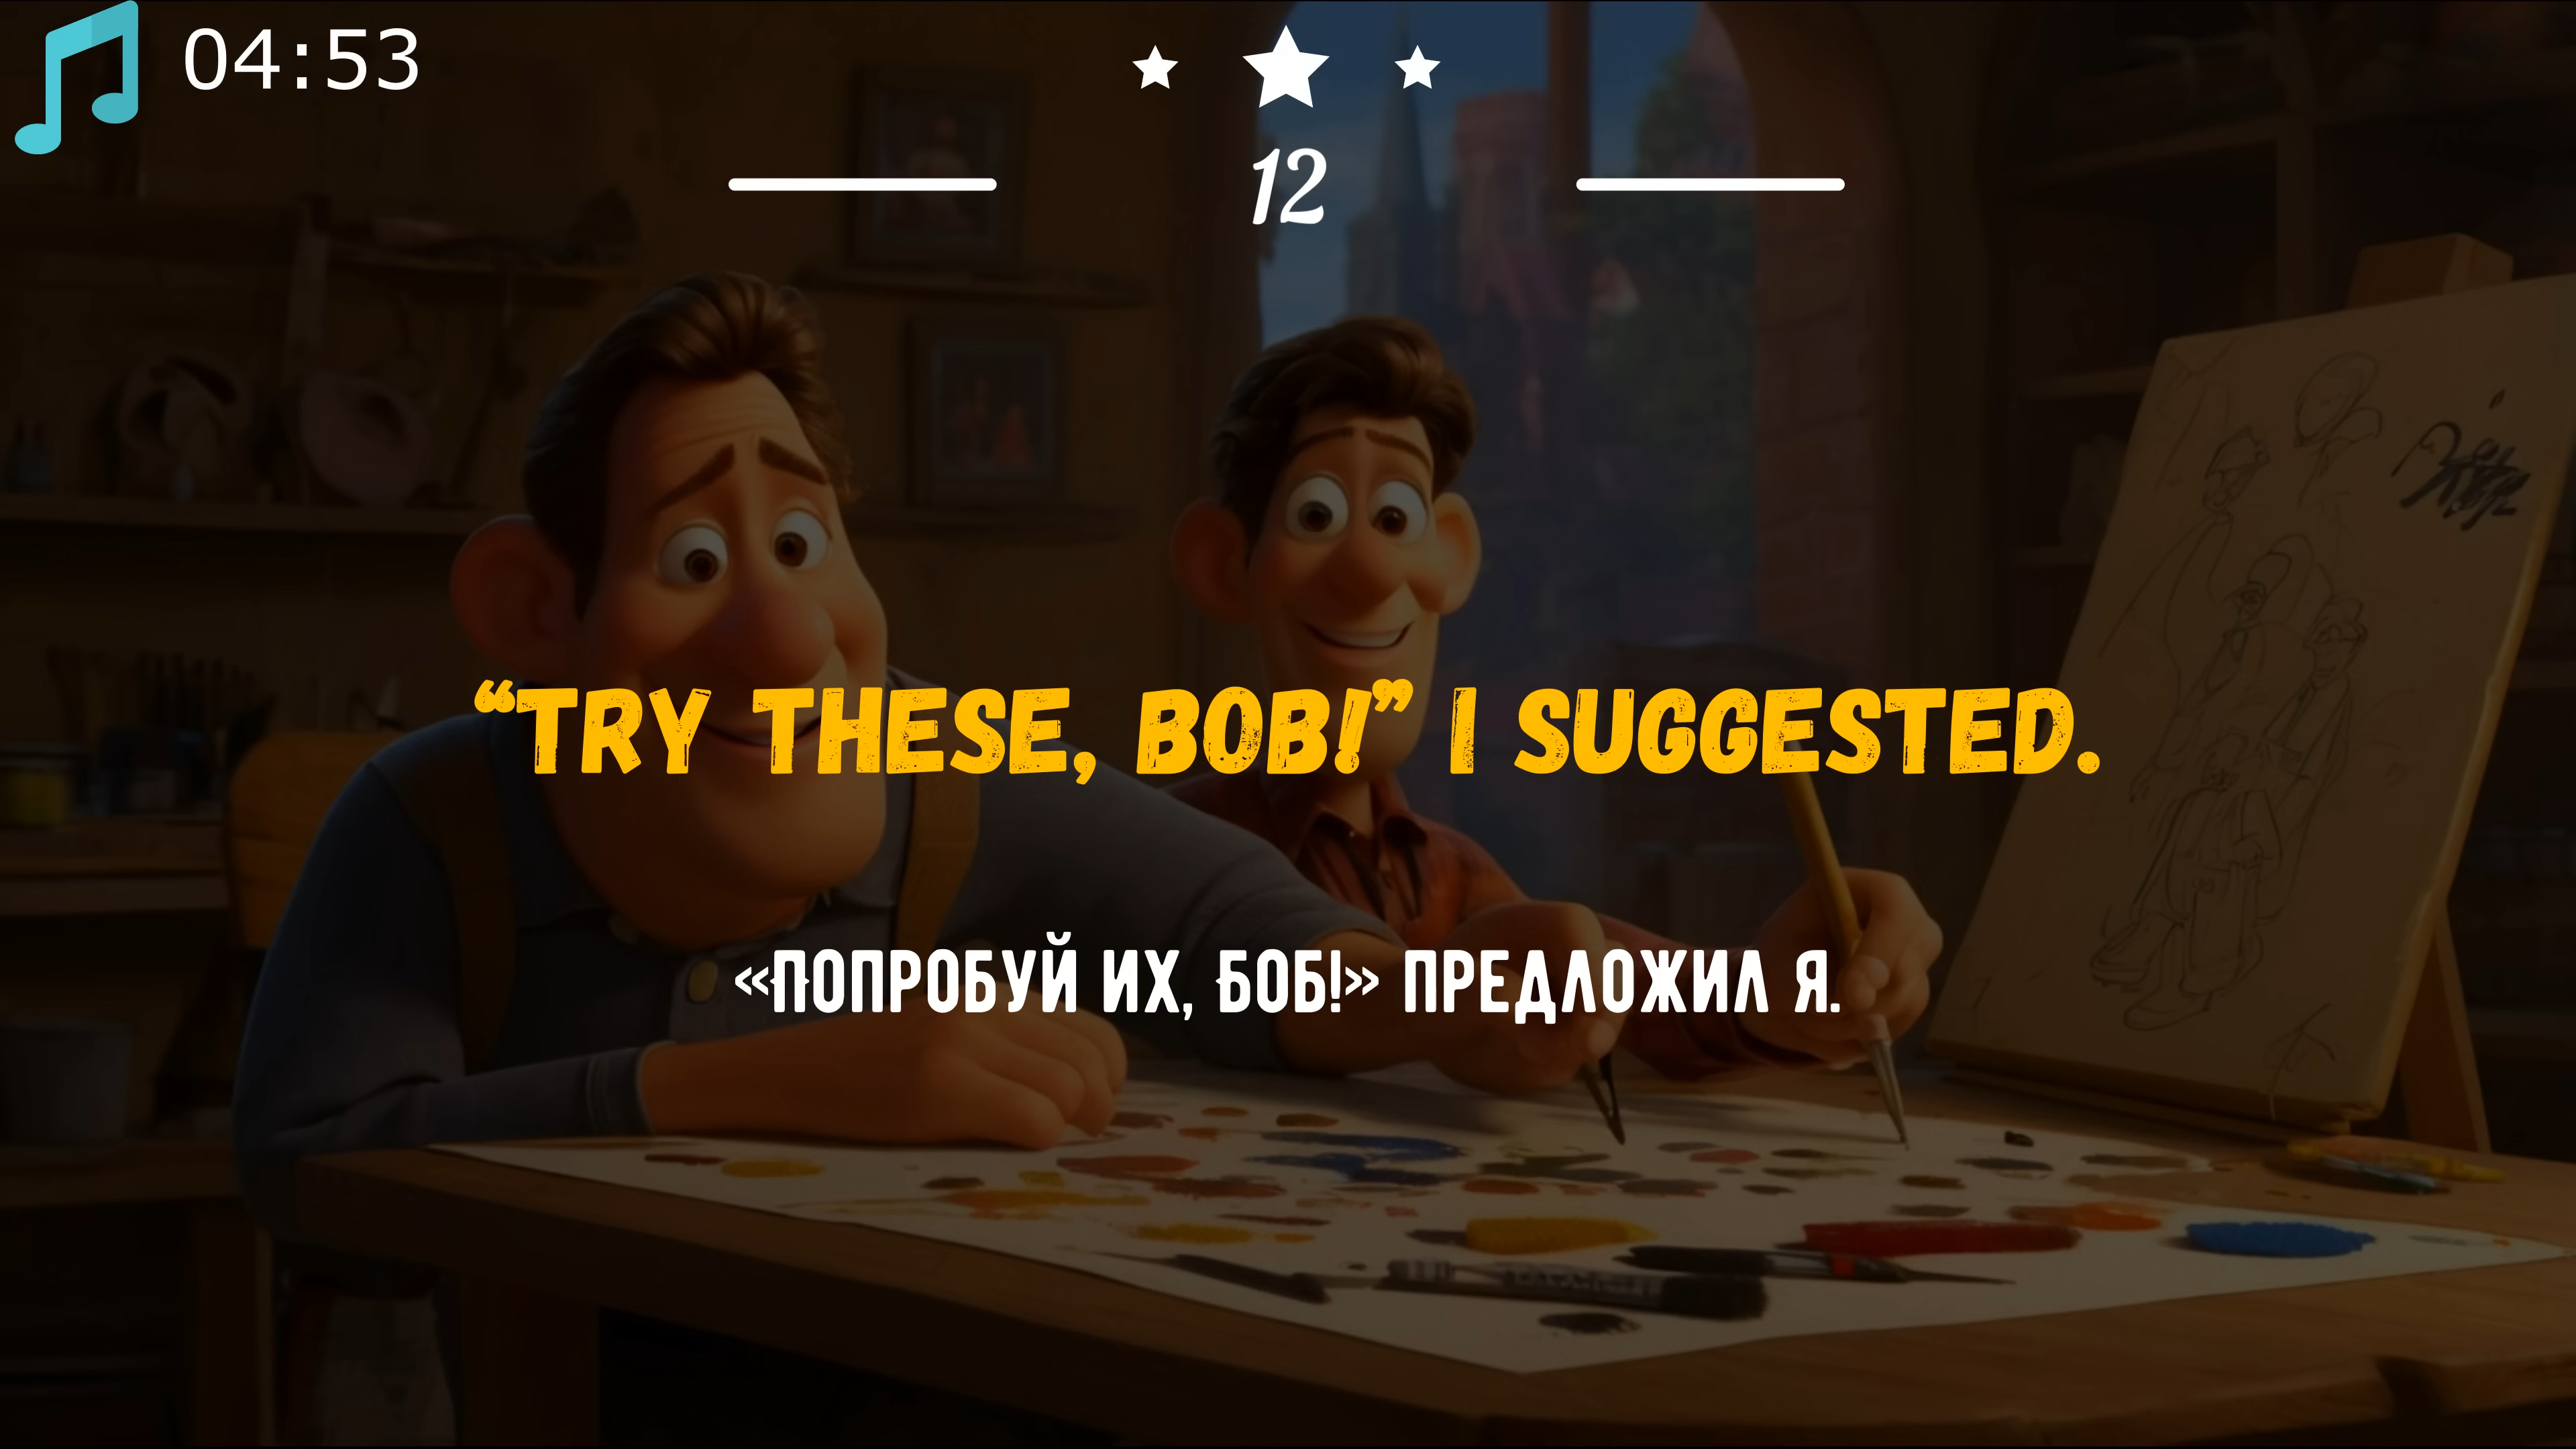 04:53
12
“TRY THESE, BOB!” I SUGGESTED.
«ПОПРОБУЙ ИХ, БОБ!» ПРЕДЛОЖИЛ Я.